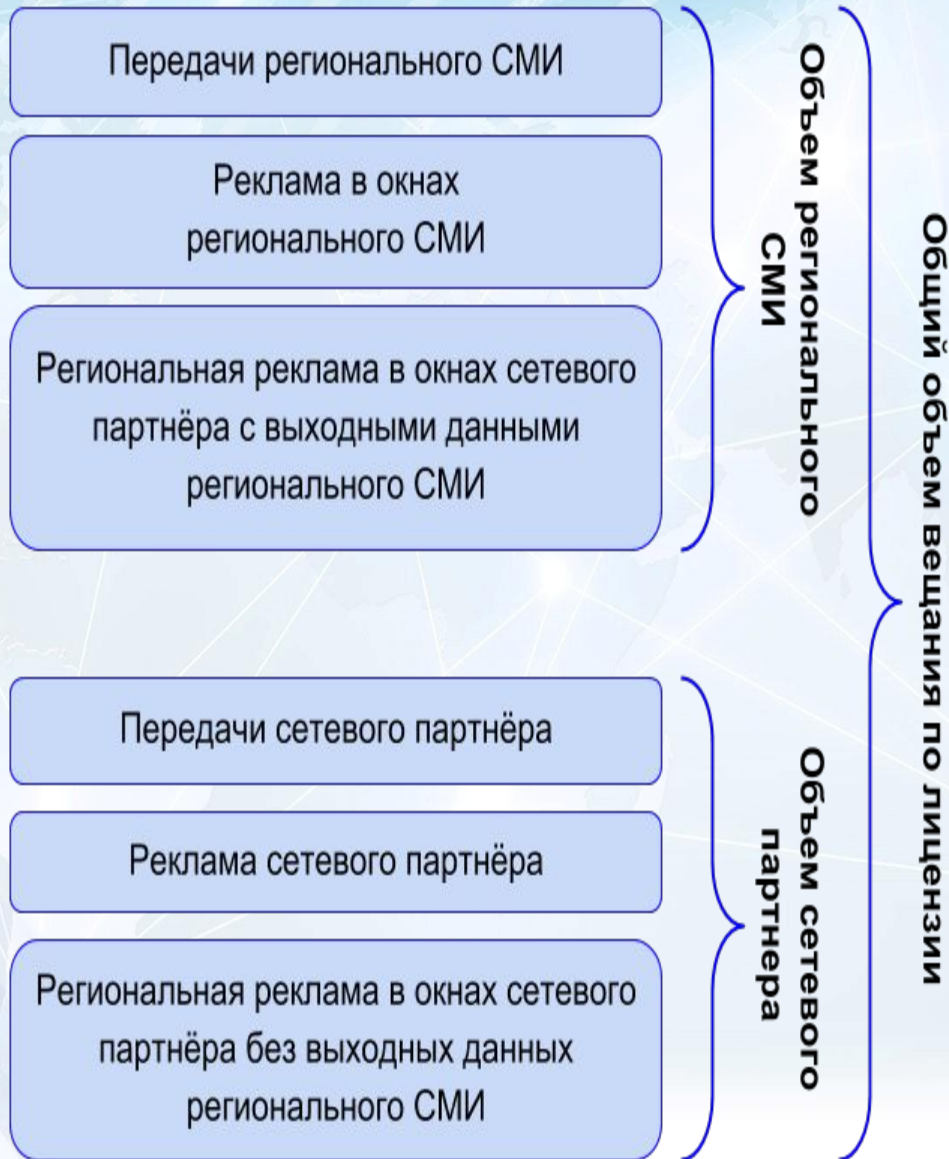 Передачи регионального СМИ
Реклама в окнах
регионального СМИ
Региональная реклама в окнах сетевого
партнёра с выходными данными
регионального СМИ
Объем регионального
СМИ
Передачи сетевого партнёра
Реклама сетевого партнёра
Региональная реклама в окнах сетевого
партнёра без выходных данных
регионального СМИ
Объем сетевого
партнера
Общий объем вещания по лицензии